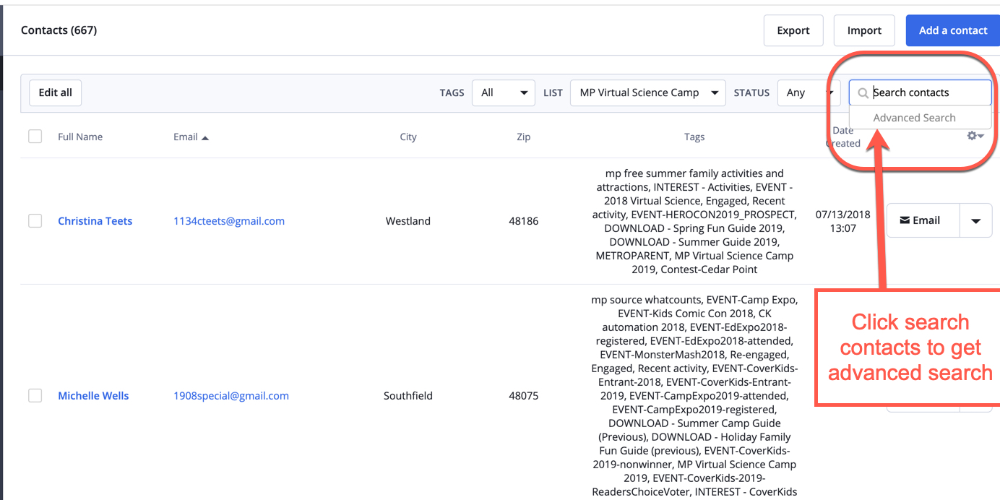 Contacts (667)
Export
Import
Add a contact
Edit all
TAGS
All
LIST
MP Virtual Science Camp
STATUS
Any
Search contacts
Advanced Search
Full Name
Email
City
Zip
Tags
Date
Created
Christina Teets
1134cteets@gmail.com
Westland
48186
mp free summer family activities and
attractions, INTEREST - Activities, EVENT -
2018 Virtual Science, Engaged, Recent
activity, EVENT-HEROCON2019_PROSPECT,
DOWNLOAD - Spring Fun Guide 2019,
DOWNLOAD - Summer Guide 2019,
METROPARENT, MP Virtual Science Camp
2019, Contest-Cedar Point
07/13/2018
13:07
Email
Michelle Wells
1908special@gmail.com
Southfield
48075
mp source whatcounts, EVENT-Camp Expo,
EVENT-Kids Comic Con 2018, CK
automation 2018, EVENT-EdExpo2018-
registered, EVENT-EdExpo2018-attended,
EVENT-MonsterMash2018, Re-engaged,
Engaged, Recent activity, EVENT-CoverKids-
Entrant-2018, EVENT-CoverKids-Entrant-
2019, EVENT-CampExpo2019-attended,
EVENT-CampExpo2019-registered,
DOWNLOAD - Summer Camp Guide
(Previous), DOWNLOAD - Holiday Family
Fun Guide (previous), EVENT-CoverKids-
2019-nonwinner, MP Virtual Science Camp
2019, EVENT-CoverKids-2019-
ReadersChoiceVoter, INTEREST - CoverKids
Click search
contacts to get
advanced search